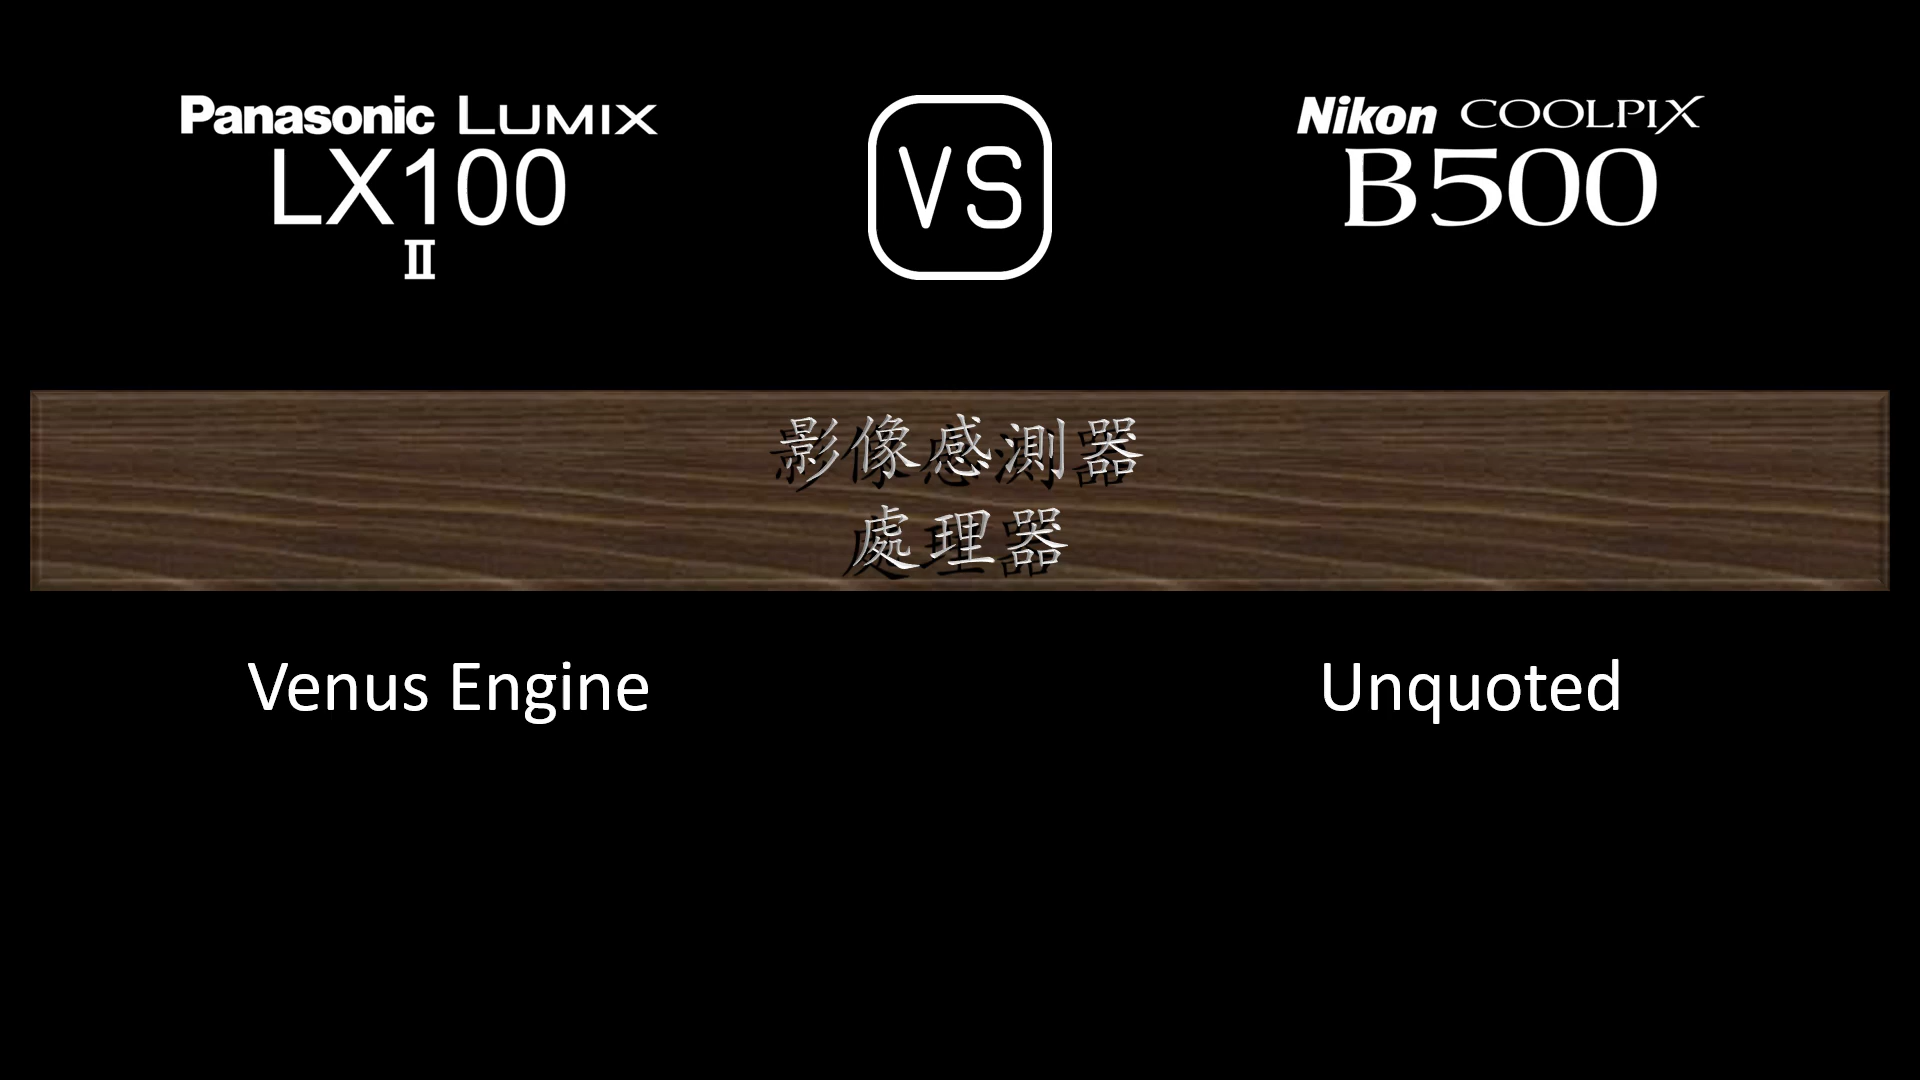 Panasonic LUMIX
LX100
II
VS
Nikon COOLPIX
B500
影像感測器
處理器
Venus Engine
Unquoted